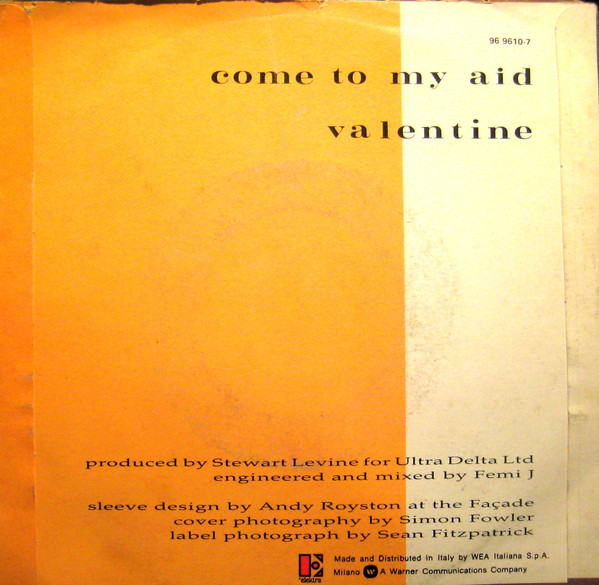 96 9610-7
come to my aid
valentine
produced by Stewart Levine for Ultra Delta Ltd
engineered and mixed by Femi J
sleeve design by Andy Royston at the Façade
cover photography by Simon Fowler
label photograph by Sean Fitzpatrick
elektra
Made and Distributed in Italy by WEA Italiana S.p.A.
Milano W A Warner Communications Company